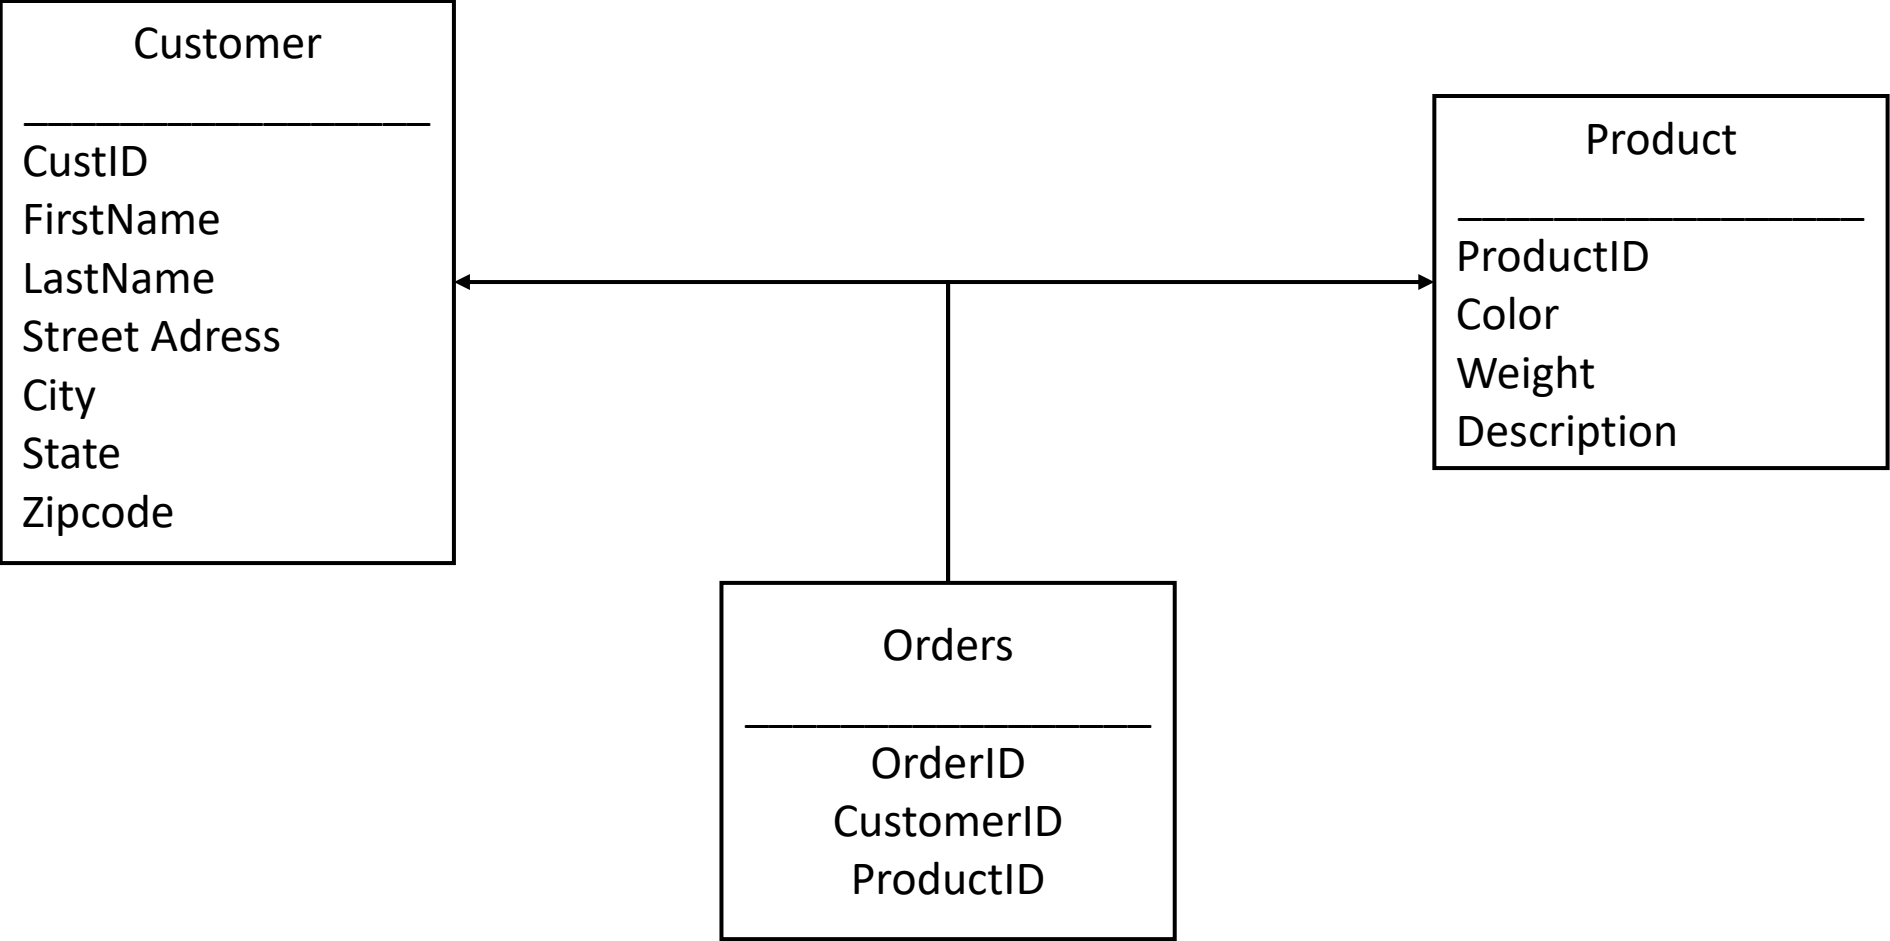 Customer
CustID
FirstName
LastName
Street Adress
City
State
Zipcode
Product
ProductID
Color
Weight
Description
Orders
OrderID
CustomerID
ProductID